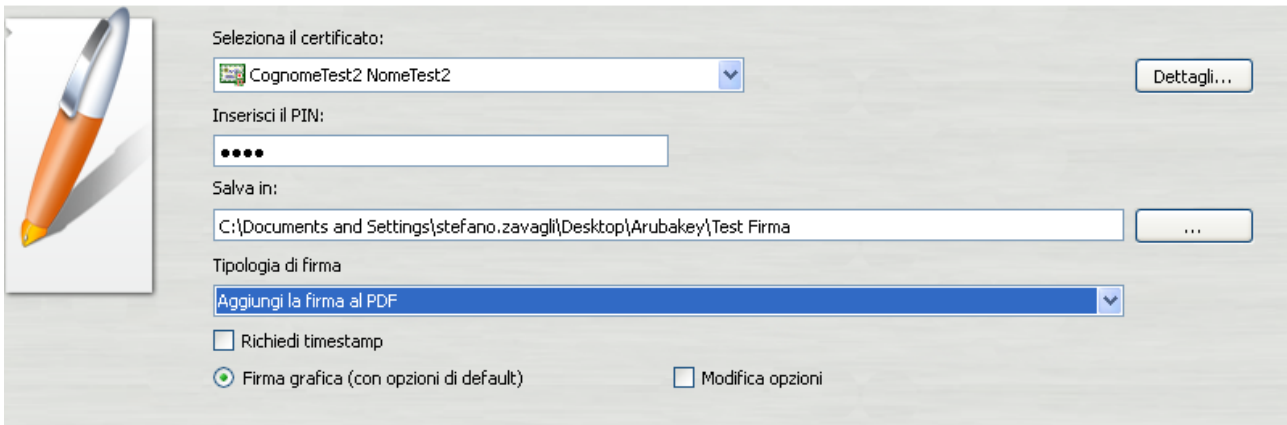 Seleziona il certificato:
CognomeTest2 NomeTest2
Dettagli...
Inserisci il PIN:
••••
Salva in:
C:\Documents and Settings\stefano.zavagli\Desktop\Arubakey\Test Firma
...
Tipologia di firma
Aggiungi la firma al PDF
Richiedi timestamp
Firma grafica (con opzioni di default)
Modifica opzioni